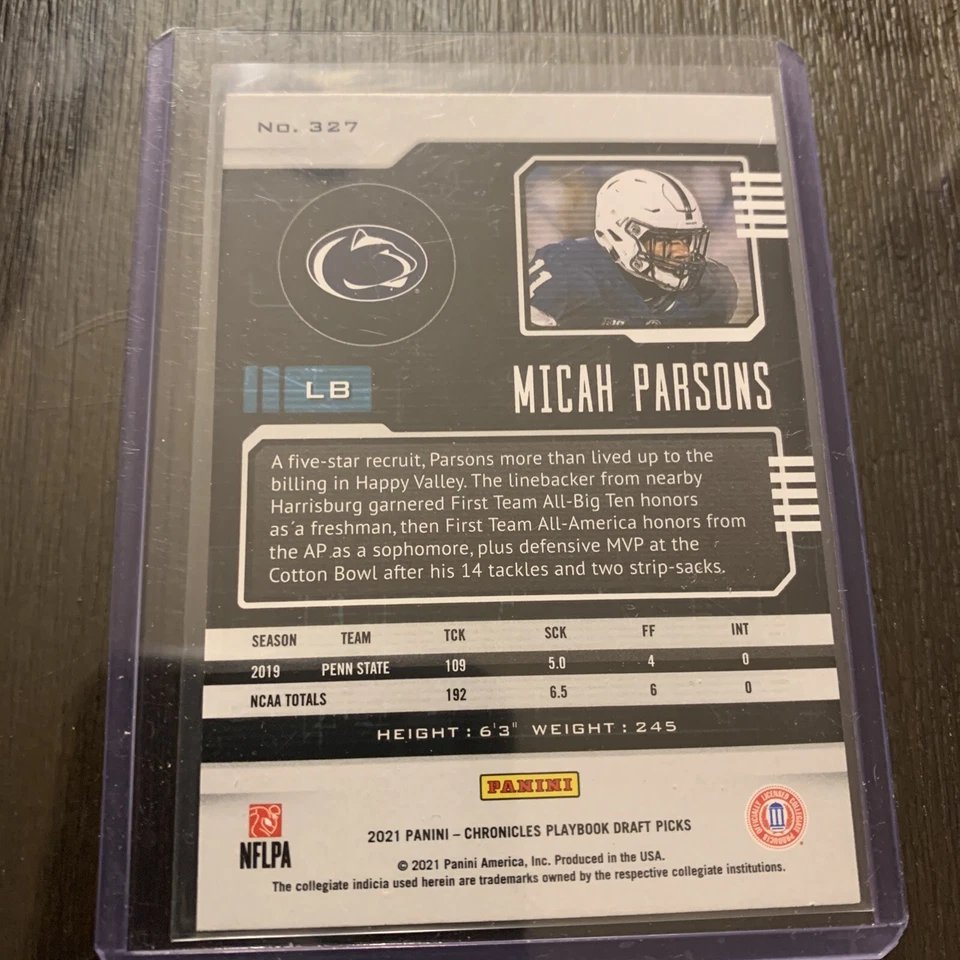 No. 327
LB
MICAH PARSONS
A five-star recruit, Parsons more than lived up to the
billing in Happy Valley. The linebacker from nearby
Harrisburg garnered First Team All-Big Ten honors
as a freshman, then First Team All-America honors from
the AP as a sophomore, plus defensive MVP at the
Cotton Bowl after his 14 tackles and two strip-sacks.
SEASON TEAM TCK SCK FF INT
2019 PENN STATE 109 5.0 4 0
NCAA TOTALS 192 6.5 6 0
HEIGHT : 6'3" WEIGHT : 245
PANINI
NFLPA
2021 PANINI – CHRONICLES PLAYBOOK DRAFT PICKS
© 2021 Panini America, Inc. Produced in the USA.
The collegiate indicia used herein are trademarks owned by the respective collegiate institutions.
OFFICIALLY LICENSED COLLEGIATE PRODUCTS